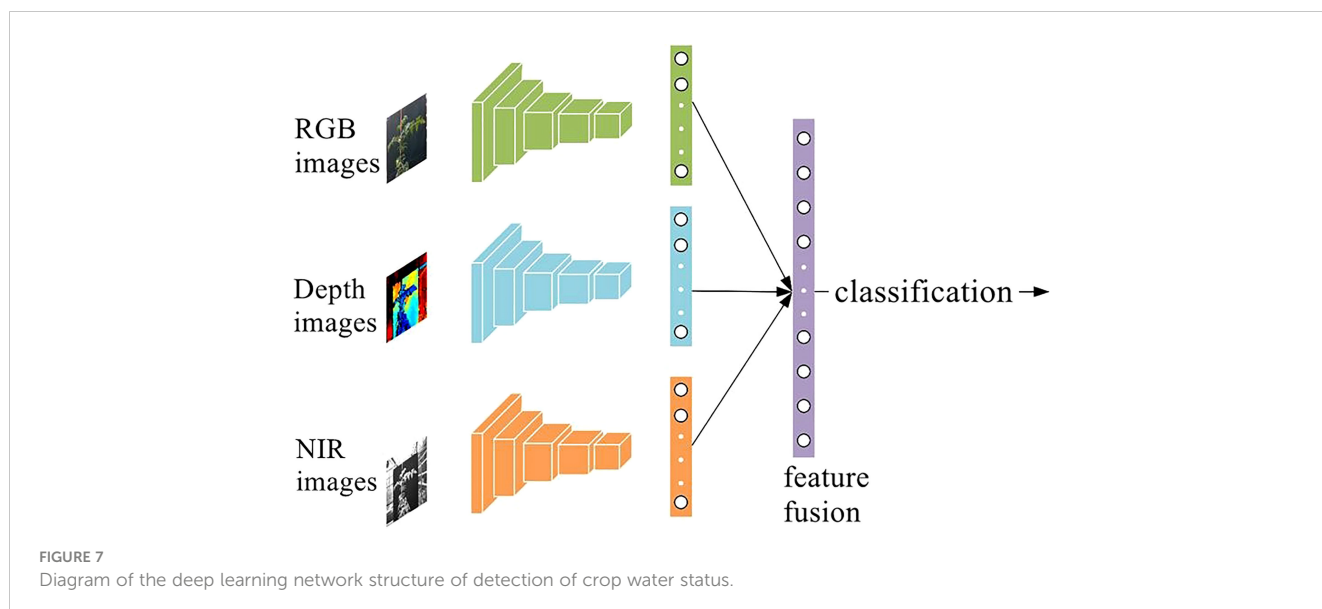 RGB
images
Depth
images
NIR
images
classification
feature
fusion
FIGURE 7
Diagram of the deep learning network structure of detection of crop water status.